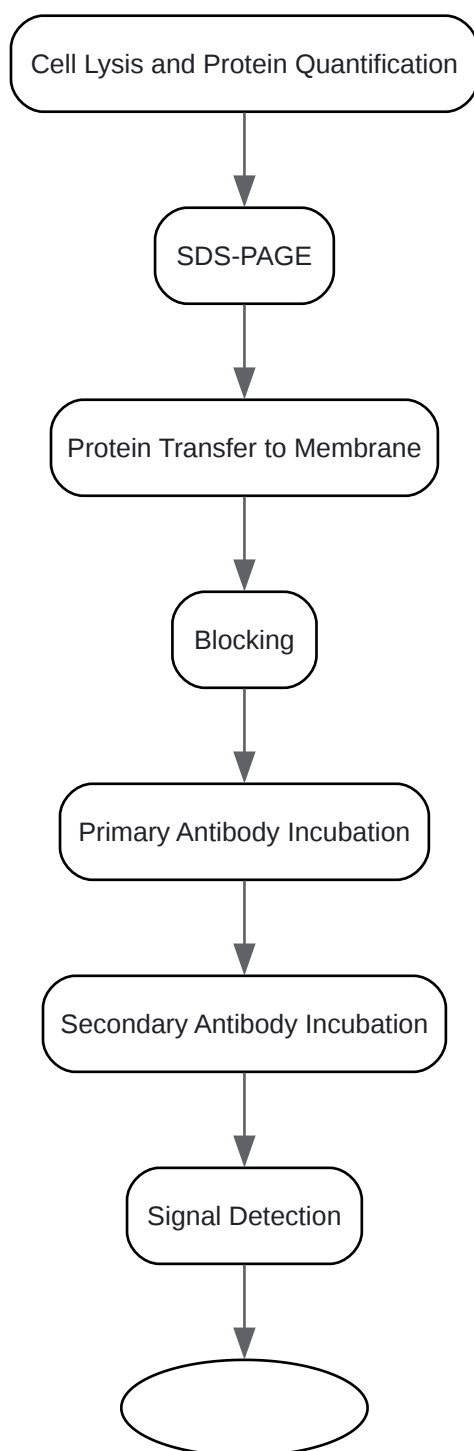 Cell Lysis and Protein Quantification
SDS-PAGE
Protein Transfer to Membrane
Blocking
Primary Antibody Incubation
Secondary Antibody Incubation
Signal Detection